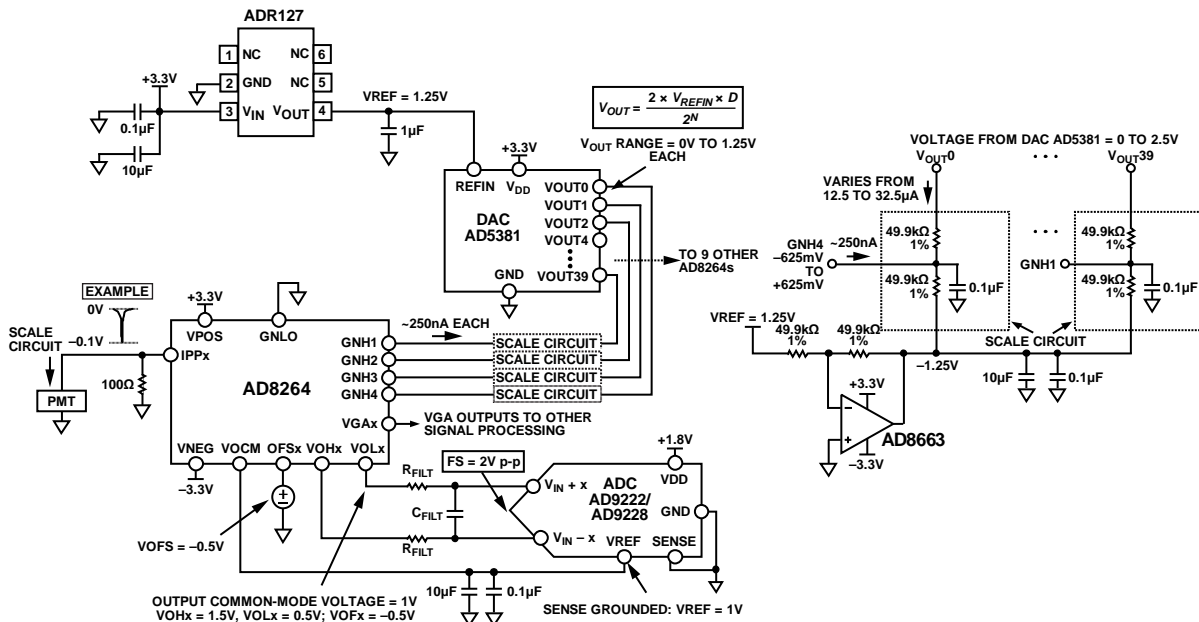 ADR127
1 NC
NC 6
2 GND
NC 5
3 VIN
VOUT 4
+3.3V
0.1µF
10µF
VREF = 1.25V
1µF
VOUT = 2 × VREFIN × D / 2^N
VOUT RANGE = 0V TO 1.25V
EACH
+3.3V
REFIN
VDD
VOUT0
VOUT1
VOUT2
VOUT4
VOUT39
DAC
AD5381
GND
TO 9 OTHER
AD8264s
VOLTAGE FROM DAC AD5381 = 0 TO 2.5V
VOUT0
VOUT39
VARIES FROM
12.5 TO 32.5µA
49.9kΩ
1%
49.9kΩ
1%
GNH4
–625mV
TO
+625mV
~250nA
GNH1
49.9kΩ
1%
0.1µF
49.9kΩ
1%
0.1µF
SCALE CIRCUIT
VREF = 1.25V
49.9kΩ
1%
49.9kΩ
1%
–1.25V
10µF
0.1µF
+3.3V
–
+
AD8663
–3.3V
EXAMPLE
0V
–0.1V
SCALE
CIRCUIT
PMT
100Ω
IPPx
+3.3V
VPOS
GNLO
AD8264
GNH1
GNH2
GNH3
GNH4
~250nA EACH
SCALE CIRCUIT
SCALE CIRCUIT
SCALE CIRCUIT
SCALE CIRCUIT
VGAx
VGA OUTPUTS TO OTHER
SIGNAL PROCESSING
VNEG
VOCM
OFSx
VOHx
VOLx
–3.3V
VOFS = –0.5V
RFILT
CFILT
RFILT
FS = 2V p-p
+1.8V
VDD
VIN + x
ADC
AD9222/
AD9228
GND
VIN – x
VREF
SENSE
10µF
0.1µF
OUTPUT COMMON-MODE VOLTAGE = 1V
VOHx = 1.5V, VOLx = 0.5V; VOFx = –0.5V
SENSE GROUNDED: VREF = 1V